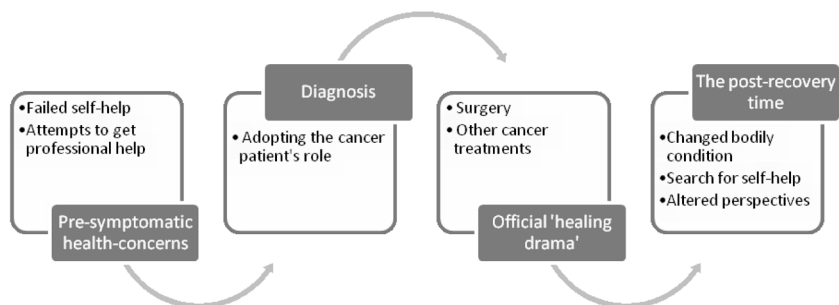 •Failed self-help
•Attempts to get
professional help
Pre-symptomatic
health-concerns
Diagnosis
•Adopting the cancer
patient's role
•Surgery
•Other cancer
treatments
Official 'healing
drama'
The post-recovery
time
•Changed bodily
condition
•Search for self-help
•Altered perspectives